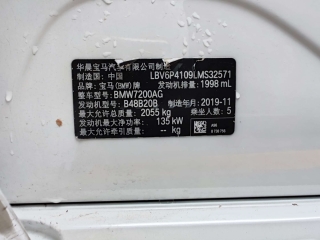 华晨宝马汽车有限公司制造
制造国: 中国 LBV6P4109LMS32571
品牌: 宝马(BMW)牌 发动机排量: 1998 mL
整车型号: BMW7200AG
发动机型号: B48B20B 制造年月: 2019-11
最大允许总质量: 2055 kg 乘坐人数: 5
发动机最大净功率: 135 kW
最大允许牵引质量: -- kg